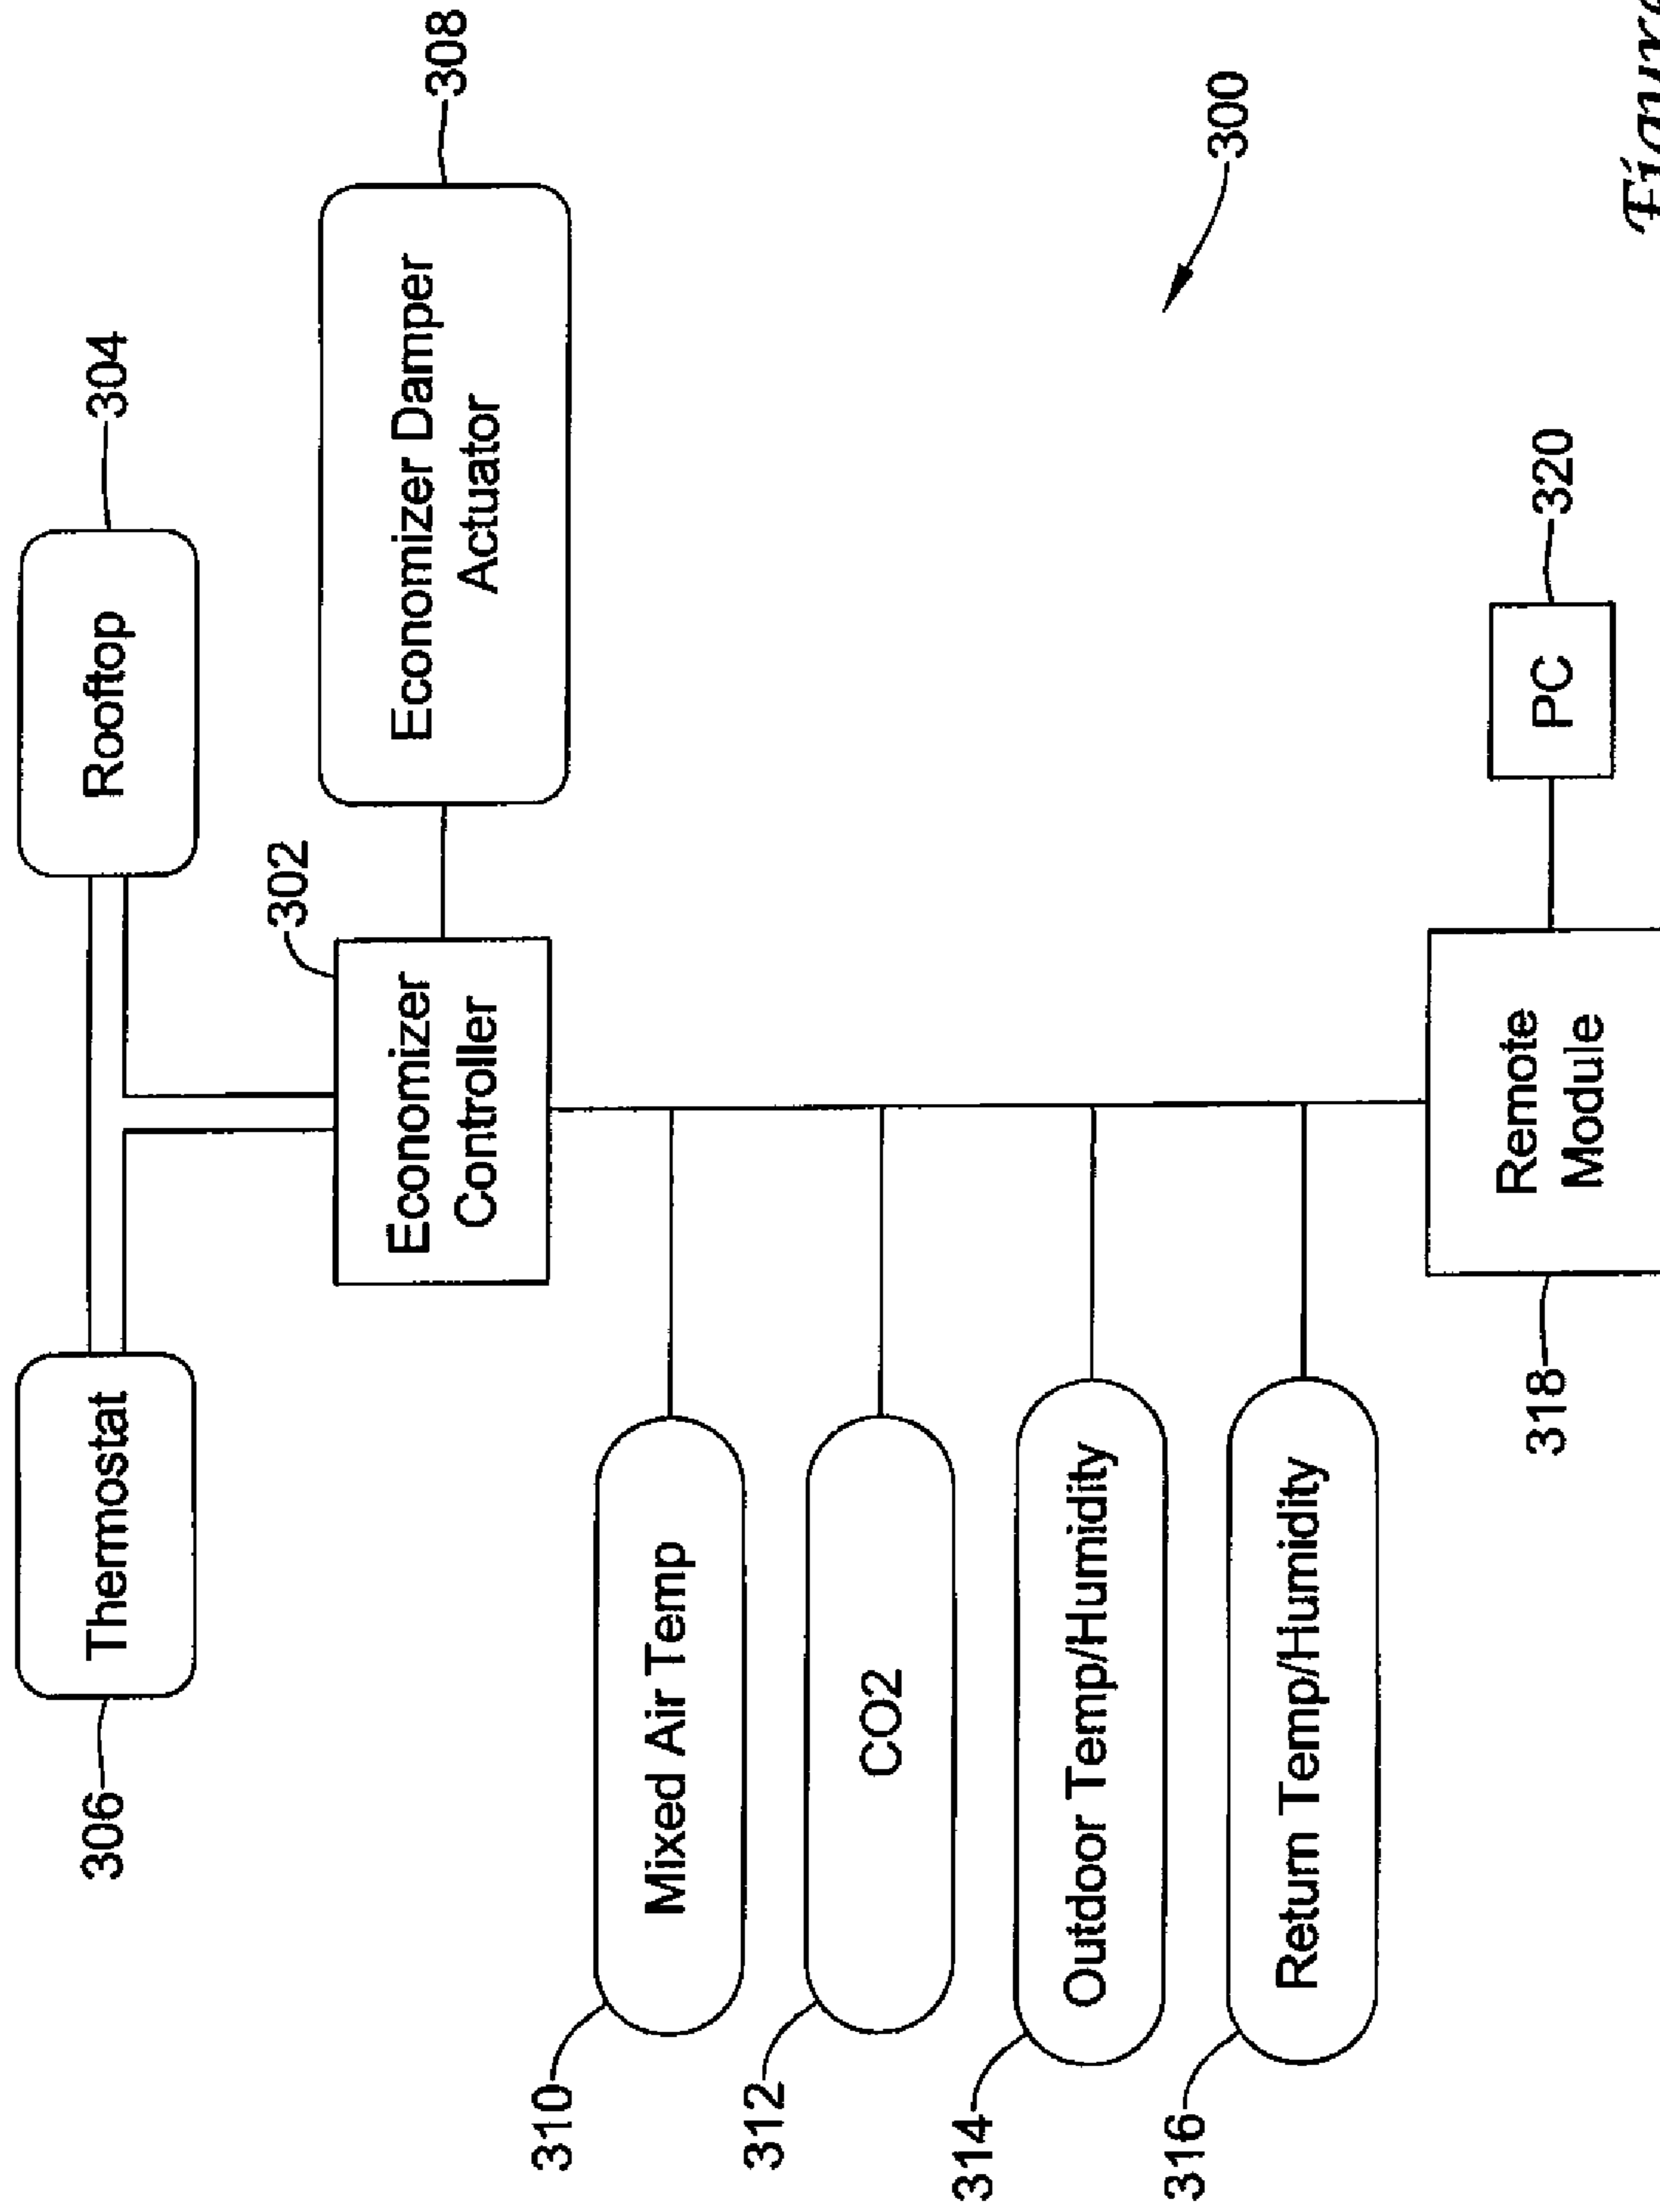 306
Thermostat
Rooftop
304
302
Economizer
Controller
Economizer Damper
Actuator
308
310
Mixed Air Temp
312
CO2
314
Outdoor Temp/Humidity
316
Return Temp/Humidity
300
318
Remote
Module
PC
320
Figure